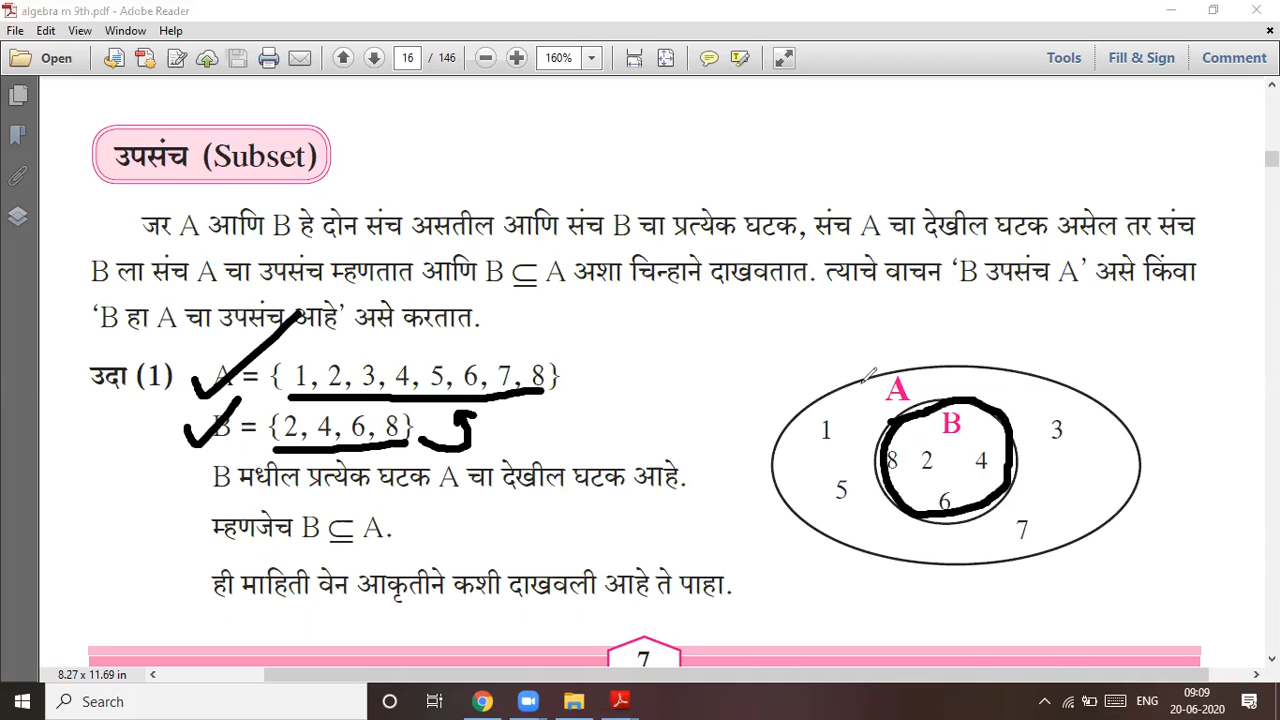 algebra m 9th.pdf - Adobe Reader
File Edit View Window Help
Open 16 / 146 160% Tools Fill & Sign Comment
उपसंच (Subset)
जर A आणि B हे दोन संच असतील आणि संच B चा प्रत्येक घटक, संच A चा देखील घटक असेल तर संच
B ला संच A चा उपसंच म्हणतात आणि B ⊆ A अशा चिन्हाने दाखवतात. त्याचे वाचन ‘B उपसंच A’ असे किंवा
‘B हा A चा उपसंच आहे’ असे करतात.
उदा (1) A = { 1, 2, 3, 4, 5, 6, 7, 8}
B = {2, 4, 6, 8}
B मधील प्रत्येक घटक A चा देखील घटक आहे.
म्हणजेच B ⊆ A.
ही माहिती वेन आकृतीने कशी दाखवली आहे ते पाहा.
A
B
1 3
8 2 4
5 6
7
7
8.27 x 11.69 in
Search ENG 09:09
20-06-2020